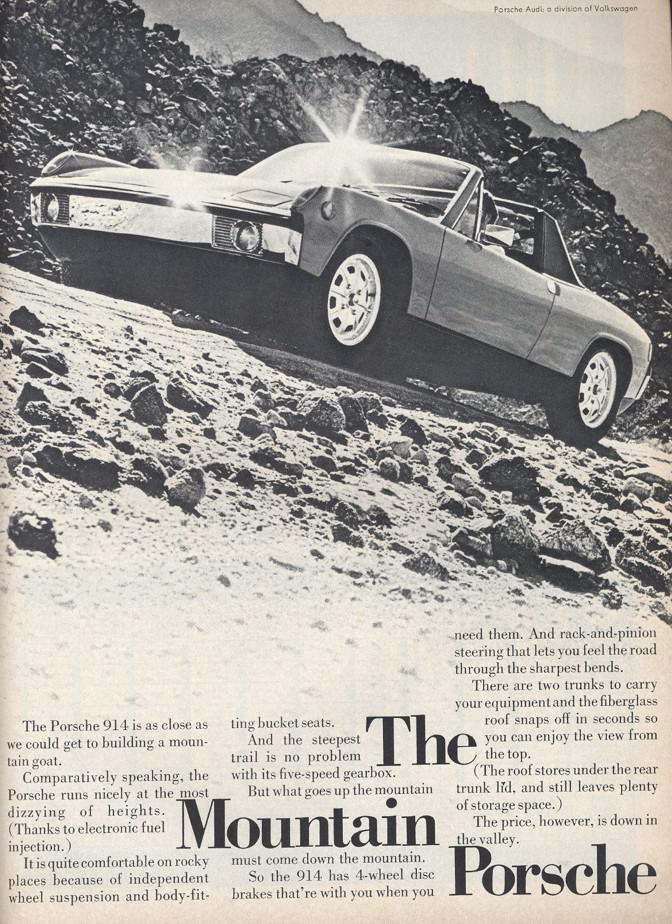 Porsche Audi: a division of Volkswagen
The Mountain Porsche
The Porsche 914 is as close as
we could get to building a moun-
tain goat.
Comparatively speaking, the
Porsche runs nicely at the most
dizzying of heights.
(Thanks to electronic fuel
injection.)
It is quite comfortable on rocky
places because of independent
wheel suspension and body-fit-
ting bucket seats.
And the steepest
trail is no problem
with its five-speed gearbox.
But what goes up the mountain
must come down the mountain.
So the 914 has 4-wheel disc
brakes that're with you when you
need them. And rack-and-pinion
steering that lets you feel the road
through the sharpest bends.
There are two trunks to carry
your equipment and the fiberglass
roof snaps off in seconds so
you can enjoy the view from
the top.
(The roof stores under the rear
trunk lid, and still leaves plenty
of storage space.)
The price, however, is down in
the valley.